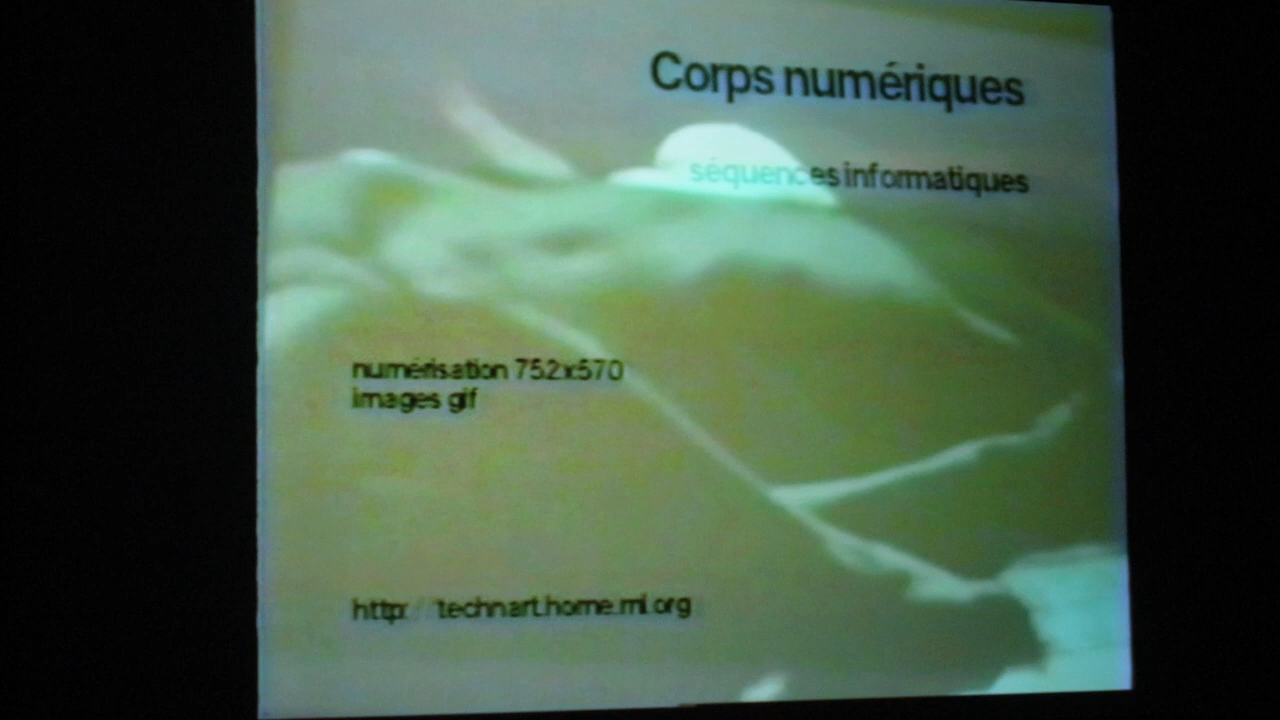 Corps numériques
séquences informatiques
numérisation 752x570
images gif
http://technart.home.ml.org